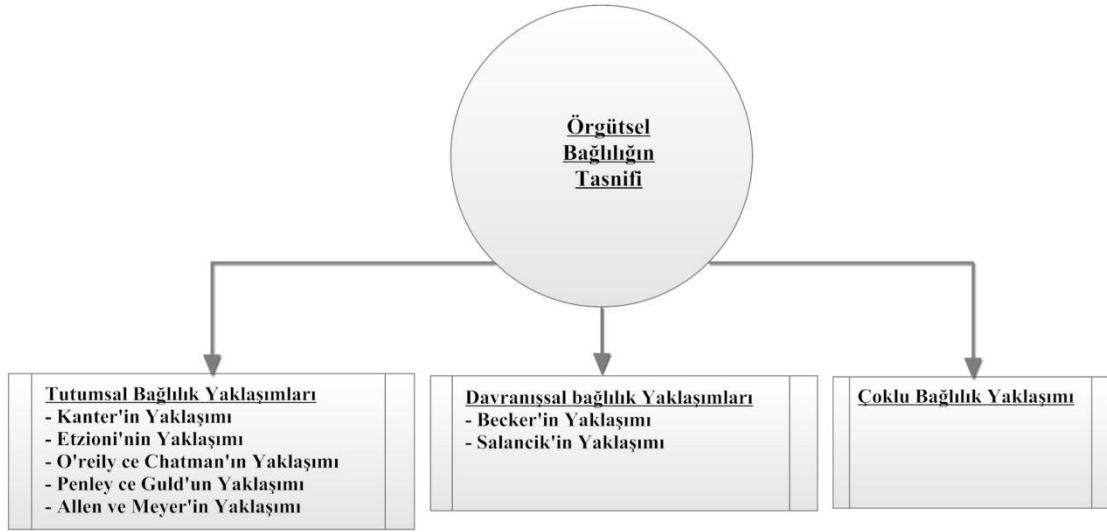 Örgütsel
Bağlılığın
Tasnifi
Tutumsal Bağlılık Yaklaşımları
- Kanter'in Yaklaşımı
- Etzioni'nin Yaklaşımı
- O'reily ce Chatman'ın Yaklaşımı
- Penley ce Guld'un Yaklaşımı
- Allen ve Meyer'in Yaklaşımı
Davranışsal bağlılık Yaklaşımları
- Becker'in Yaklaşımı
- Salancik'in Yaklaşımı
Çoklu Bağlılık Yaklaşımı